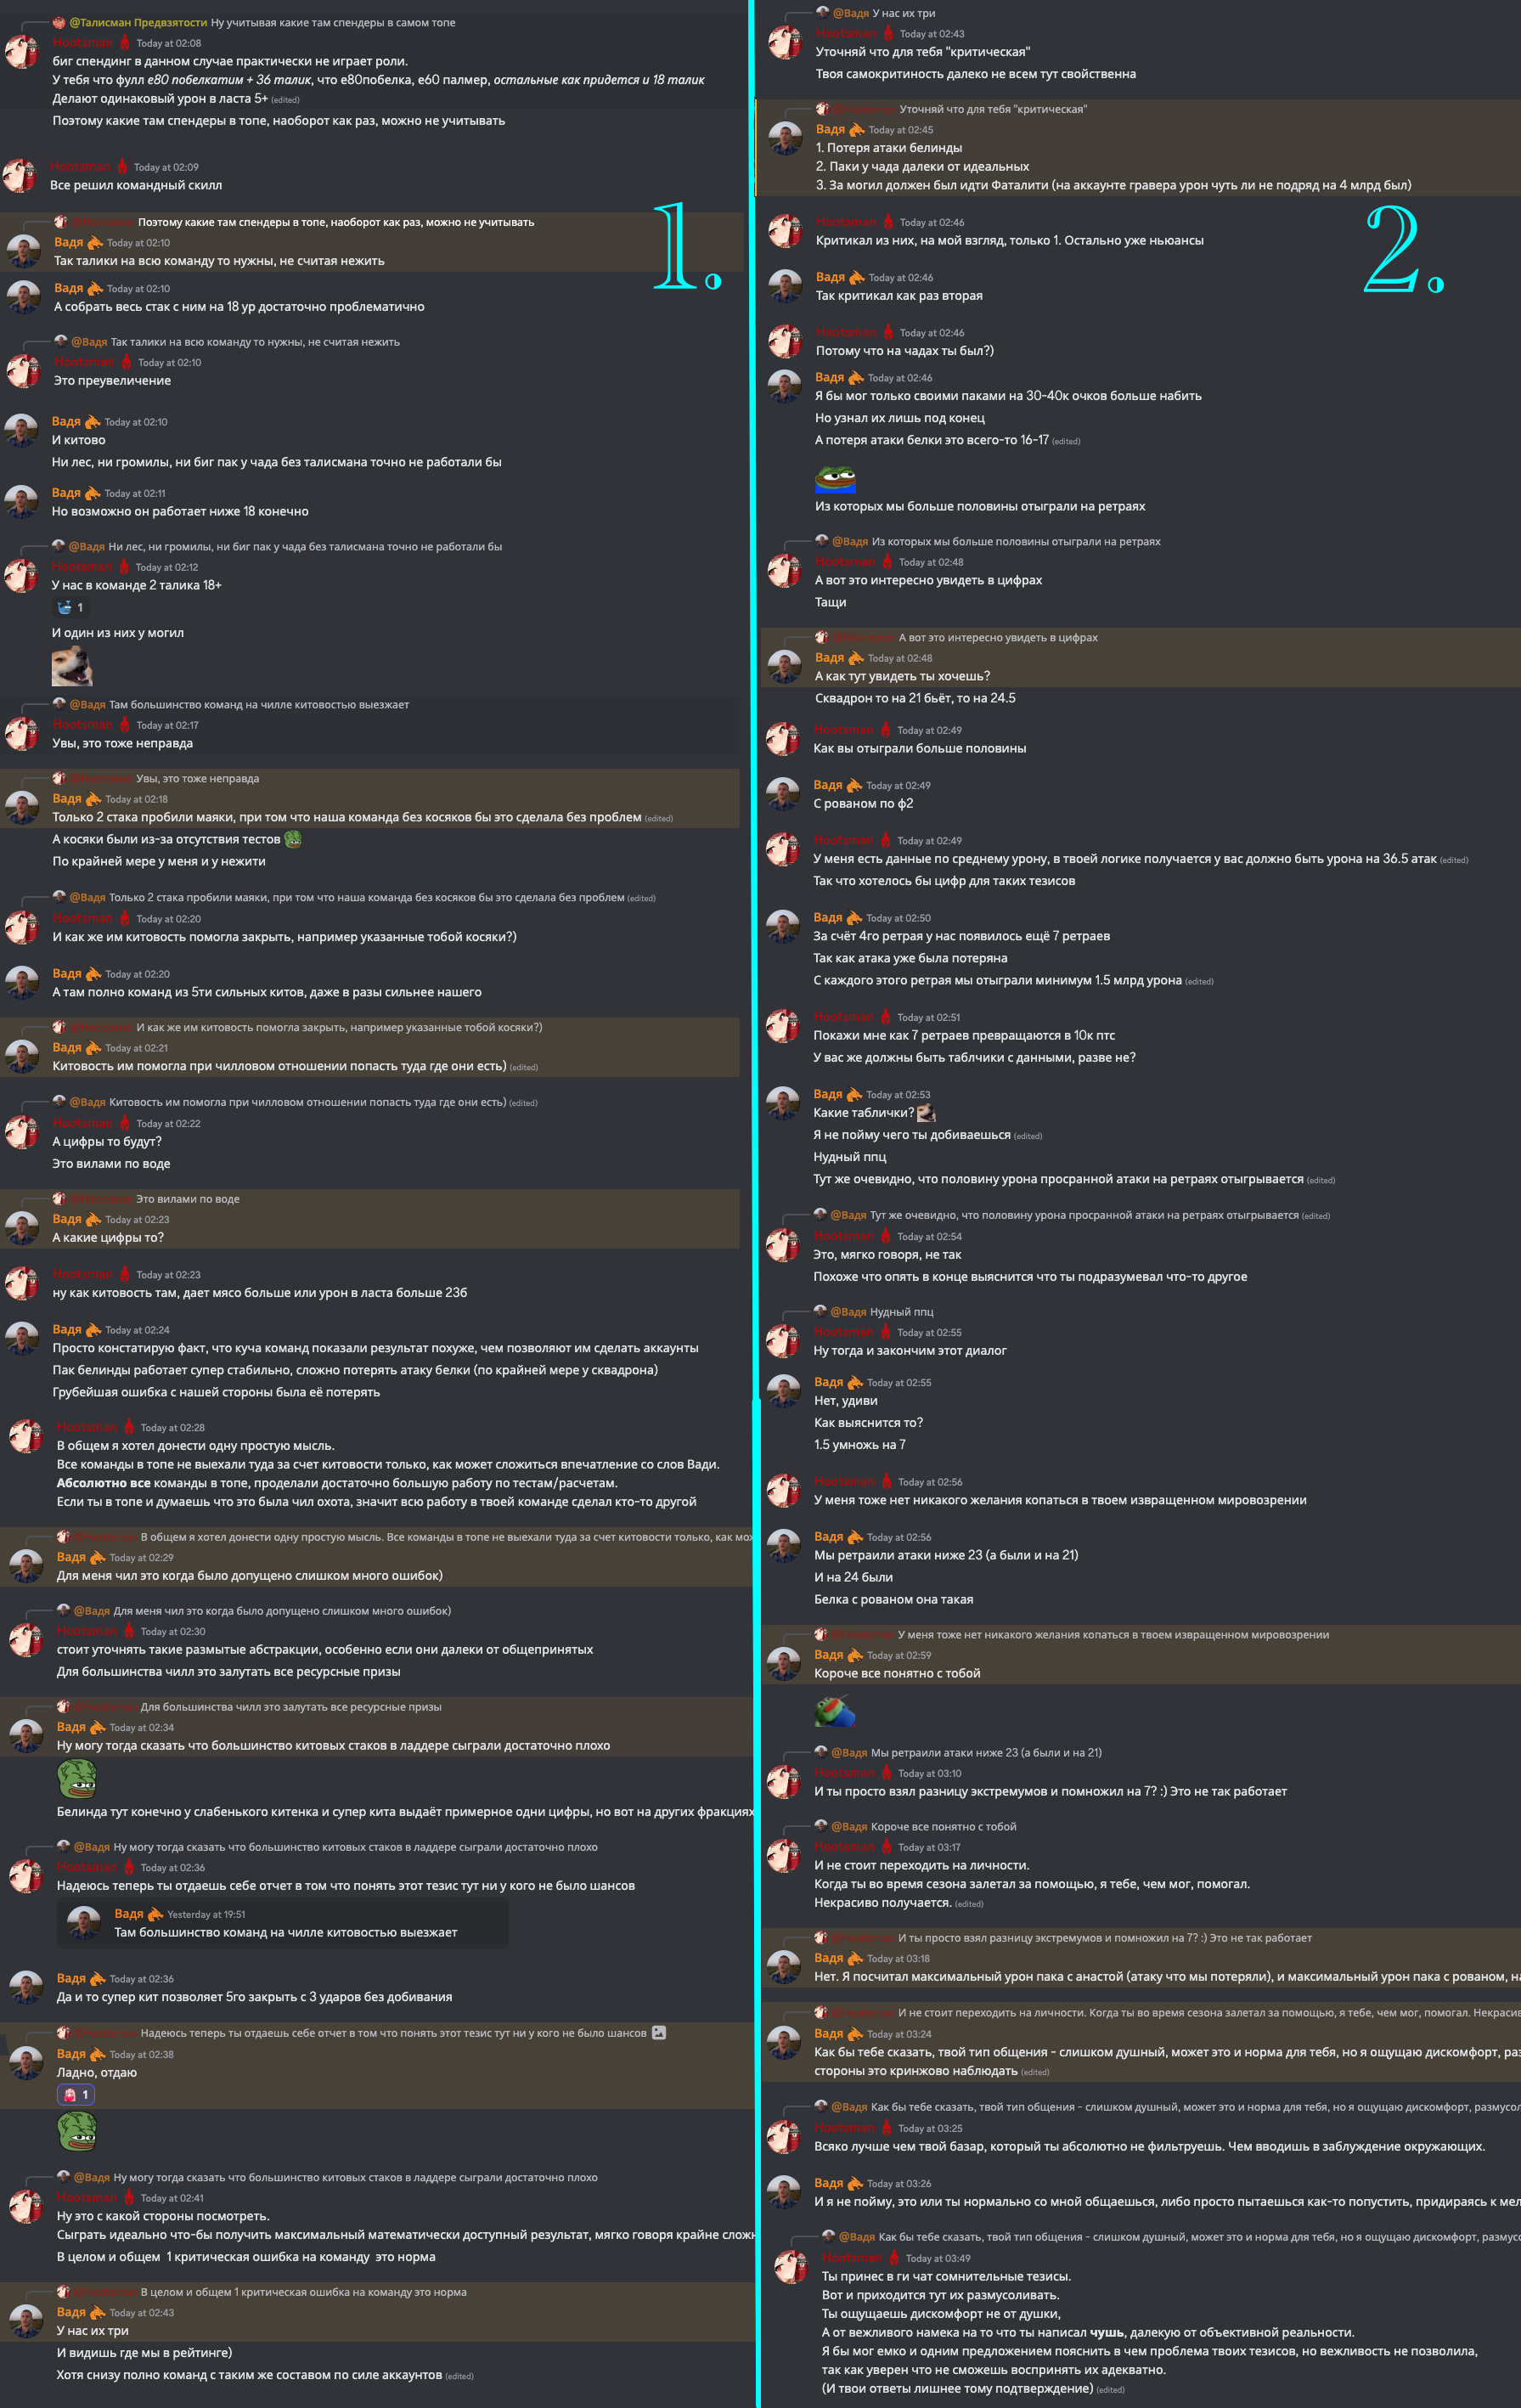 @Талисман Предвзятости Ну учитывая какие там спендеры в самом топе
Hootsman Today at 02:08
биг спендинг в данном случае практически не играет роли.
У тебя что фулл е80 побелкатим + 36 талик, что е80побелка, е60 палмер, остальные как придется и 18 талик
Делают одинаковый урон в ласта 5+ (edited)
Поэтому какие там спендеры в топе, наоборот как раз, можно не учитывать
Hootsman Today at 02:09
Все решил командный скилл
@Hootsman Поэтому какие там спендеры в топе, наоборот как раз, можно не учитывать
Вадя Today at 02:10
Так талики на всю команду то нужны, не считая нежить
Вадя Today at 02:10
А собрать весь стак с ним на 18 ур достаточно проблематично
@Вадя Так талики на всю команду то нужны, не считая нежить
Hootsman Today at 02:10
Это преувеличение
Вадя Today at 02:10
И китово
Ни лес, ни громилы, ни биг пак у чада без талисмана точно не работали бы
Вадя Today at 02:11
Но возможно он работает ниже 18 конечно
@Вадя Ни лес, ни громилы, ни биг пак у чада без талисмана точно не работали бы
Hootsman Today at 02:12
У нас в команде 2 талика 18+
1
И один из них у могил
@Вадя Там большинство команд на чилле китовостью выезжает
Hootsman Today at 02:17
Увы, это тоже неправда
@Hootsman Увы, это тоже неправда
Вадя Today at 02:18
Только 2 стака пробили маяки, при том что наша команда без косяков бы это сделала без проблем (edited)
А косяки были из-за отсутствия тестов
По крайней мере у меня и у нежити
@Вадя Только 2 стака пробили маяки, при том что наша команда без косяков бы это сделала без проблем (edited)
Hootsman Today at 02:20
И как же им китовость помогла закрыть, например указанные тобой косяки?)
Вадя Today at 02:20
А там полно команд из 5ти сильных китов, даже в разы сильнее нашего
@Hootsman И как же им китовость помогла закрыть, например указанные тобой косяки?)
Вадя Today at 02:21
Китовость им помогла при чилловом отношении попасть туда где они есть) (edited)
@Вадя Китовость им помогла при чилловом отношении попасть туда где они есть) (edited)
Hootsman Today at 02:22
А цифры то будут?
Это вилами по воде
@Hootsman Это вилами по воде
Вадя Today at 02:23
А какие цифры то?
Hootsman Today at 02:23
ну как китовость там, дает мясо больше или урон в ласта больше 23б
Вадя Today at 02:24
Просто констатирую факт, что куча команд показали результат похуже, чем позволяют им сделать аккаунты
Пак белинды работает супер стабильно, сложно потерять атаку белки (по крайней мере у сквадрона)
Грубейшая ошибка с нашей стороны была её потерять
Hootsman Today at 02:28
В общем я хотел донести одну простую мысль.
Все команды в топе не выехали туда за счет китовости только, как может сложиться впечатление со слов Вади.
Абсолютно все команды в топе, проделали достаточно большую работу по тестам/расчетам.
Если ты в топе и думаешь что это была чил охота, значит всю работу в твоей команде сделал кто-то другой
@Hootsman В общем я хотел донести одну простую мысль. Все команды в топе не выехали туда за счет китовости только, как мож
Вадя Today at 02:29
Для меня чил это когда было допущено слишком много ошибок)
@Вадя Для меня чил это когда было допущено слишком много ошибок)
Hootsman Today at 02:30
стоит уточнять такие размытые абстракции, особенно если они далеки от общепринятых
Для большинства чилл это залутать все ресурсные призы
@Hootsman Для большинства чилл это залутать все ресурсные призы
Вадя Today at 02:34
Ну могу тогда сказать что большинство китовых стаков в ладдере сыграли достаточно плохо
Белинда тут конечно у слабенького китенка и супер кита выдаёт примерное одни цифры, но вот на других фракциях
@Вадя Ну могу тогда сказать что большинство китовых стаков в ладдере сыграли достаточно плохо
Hootsman Today at 02:36
Надеюсь теперь ты отдаешь себе отчет в том что понять этот тезис тут ни у кого не было шансов
Вадя Yesterday at 19:51
Там большинство команд на чилле китовостью выезжает
Вадя Today at 02:36
Да и то супер кит позволяет 5го закрыть с 3 ударов без добивания
@Hootsman Надеюсь теперь ты отдаешь себе отчет в том что понять этот тезис тут ни у кого не было шансов
Вадя Today at 02:38
Ладно, отдаю
1
@Вадя Ну могу тогда сказать что большинство китовых стаков в ладдере сыграли достаточно плохо
Hootsman Today at 02:41
Ну это с какой стороны посмотреть.
Сыграть идеально что-бы получить максимальный математически доступный результат, мягко говоря крайне сложн
В целом и общем 1 критическая ошибка на команду это норма
@Hootsman В целом и общем 1 критическая ошибка на команду это норма
Вадя Today at 02:43
У нас их три
И видишь где мы в рейтинге)
Хотя снизу полно команд с таким же составом по силе аккаунтов (edited)
1.
@Вадя У нас их три
Hootsman Today at 02:43
Уточняй что для тебя "критическая"
Твоя самокритиность далеко не всем тут свойственна
@Hootsman Уточняй что для тебя "критическая"
Вадя Today at 02:45
1. Потеря атаки белинды
2. Паки у чада далеки от идеальных
3. За могил должен был идти Фаталити (на аккаунте гравера урон чуть ли не подряд на 4 млрд был)
Hootsman Today at 02:46
Критикал из них, на мой взгляд, только 1. Остально уже ньюансы
Вадя Today at 02:46
Так критикал как раз вторая
Hootsman Today at 02:46
Потому что на чадах ты был?)
Вадя Today at 02:46
Я бы мог только своими паками на 30-40к очков больше набить
Но узнал их лишь под конец
А потеря атаки белки это всего-то 16-17 (edited)
Из которых мы больше половины отыграли на ретраях
@Вадя Из которых мы больше половины отыграли на ретраях
Hootsman Today at 02:48
А вот это интересно увидеть в цифрах
Тащи
@Hootsman А вот это интересно увидеть в цифрах
Вадя Today at 02:48
А как тут увидеть ты хочешь?
Сквадрон то на 21 бьёт, то на 24.5
Hootsman Today at 02:49
Как вы отыграли больше половины
Вадя Today at 02:49
С рованом по ф2
Hootsman Today at 02:49
У меня есть данные по среднему урону, в твоей логике получается у вас должно быть урона на 36.5 атак (edited)
Так что хотелось бы цифр для таких тезисов
Вадя Today at 02:50
За счёт 4го ретрая у нас появилось ещё 7 ретраев
Так как атака уже была потеряна
С каждого этого ретрая мы отыграли минимум 1.5 млрд урона (edited)
Hootsman Today at 02:51
Покажи мне как 7 ретраев превращаются в 10к птс
У вас же должны быть таблчики с данными, разве не?
Вадя Today at 02:53
Какие таблички?
Я не пойму чего ты добиваешься (edited)
Нудный ппц
Тут же очевидно, что половину урона просранной атаки на ретраях отыгрывается (edited)
@Вадя Тут же очевидно, что половину урона просранной атаки на ретраях отыгрывается (edited)
Hootsman Today at 02:54
Это, мягко говоря, не так
Похоже что опять в конце выяснится что ты подразумевал что-то другое
@Вадя Нудный ппц
Hootsman Today at 02:55
Ну тогда и закончим этот диалог
Вадя Today at 02:55
Нет, удиви
Как выяснится то?
1.5 умножь на 7
Hootsman Today at 02:56
У меня тоже нет никакого желания копаться в твоем извращенном мировозрении
Вадя Today at 02:56
Мы ретраили атаки ниже 23 (а были и на 21)
И на 24 были
Белка с рованом она такая
@Hootsman У меня тоже нет никакого желания копаться в твоем извращенном мировозрении
Вадя Today at 02:59
Короче все понятно с тобой
@Вадя Мы ретраили атаки ниже 23 (а были и на 21)
Hootsman Today at 03:10
И ты просто взял разницу экстремумов и помножил на 7? :) Это не так работает
@Вадя Короче все понятно с тобой
Hootsman Today at 03:17
И не стоит переходить на личности.
Когда ты во время сезона залетал за помощью, я тебе, чем мог, помогал.
Некрасиво получается. (edited)
@Hootsman И ты просто взял разницу экстремумов и помножил на 7? :) Это не так работает
Вадя Today at 03:18
Нет. Я посчитал максимальный урон пака с анастой (атаку что мы потеряли), и максимальный урон пака с рованом, на
@Hootsman И не стоит переходить на личности. Когда ты во время сезона залетал за помощью, я тебе, чем мог, помогал. Некрасив
Вадя Today at 03:24
Как бы тебе сказать, твой тип общения - слишком душный, может это и норма для тебя, но я ощущаю дискомфорт, раз
стороны это кринжово наблюдать (edited)
@Вадя Как бы тебе сказать, твой тип общения - слишком душный, может это и норма для тебя, но я ощущаю дискомфорт, размусол
Hootsman Today at 03:25
Всяко лучше чем твой базар, который ты абсолютно не фильтруешь. Чем вводишь в заблуждение окружающих.
Вадя Today at 03:26
И я не пойму, это или ты нормально со мной общаешься, либо просто пытаешься как-то попустить, придираясь к мел
@Вадя Как бы тебе сказать, твой тип общения - слишком душный, может это и норма для тебя, но я ощущаю дискомфорт, размусо
Hootsman Today at 03:49
Ты принес в ги чат сомнительные тезисы.
Вот и приходится тут их размусоливать.
Ты ощущаешь дискомфорт не от душки,
А от вежливого намека на то что ты написал чушь, далекую от объективной реальности.
Я бы мог емко и одним предложением пояснить в чем проблема твоих тезисов, но вежливость не позволила,
так как уверен что не сможешь воспринять их адекватно.
(И твои ответы лишнее тому подтверждение) (edited)
2.